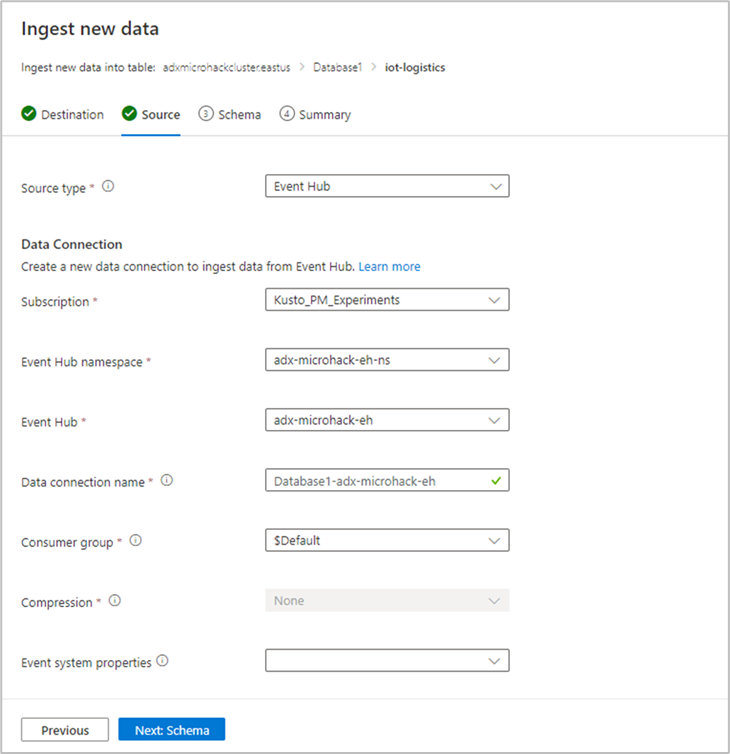 Ingest new data
Ingest new data into table: adxmicrohackcluster.eastus > Database1 > iot-logistics
Destination Source 3 Schema 4 Summary
Source type * Event Hub
Data Connection
Create a new data connection to ingest data from Event Hub. Learn more
Subscription * Kusto_PM_Experiments
Event Hub namespace * adx-microhack-eh-ns
Event Hub * adx-microhack-eh
Data connection name * Database1-adx-microhack-eh
Consumer group * $Default
Compression * None
Event system properties
Previous Next: Schema